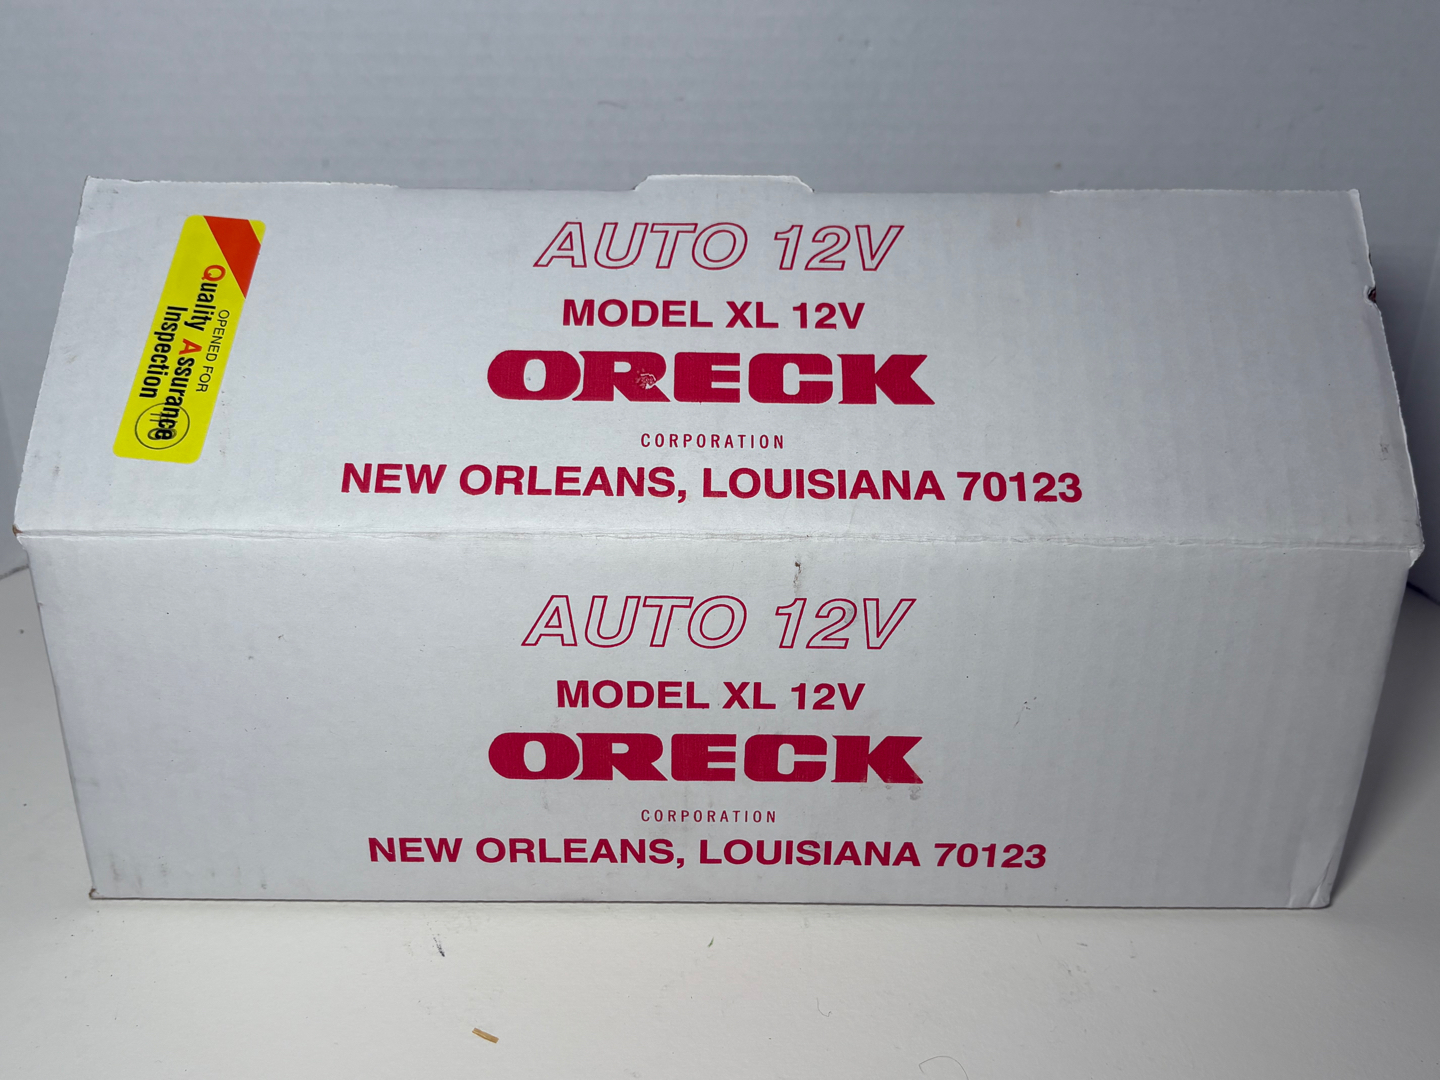 AUTO 12V
MODEL XL 12V
ORECK
CORPORATION
NEW ORLEANS, LOUISIANA 70123
OPENED FOR
Quality Assurance
Inspection
AUTO 12V
MODEL XL 12V
ORECK
CORPORATION
NEW ORLEANS, LOUISIANA 70123